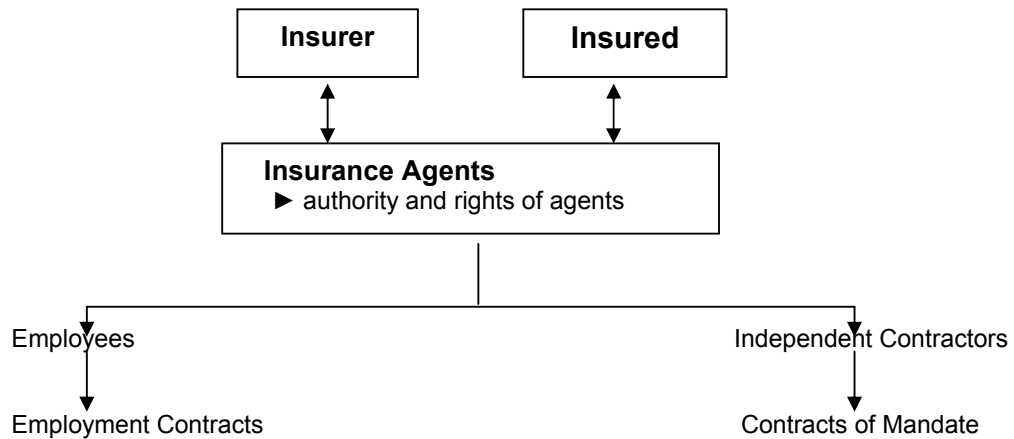 Insurer
Insured
Insurance Agents
► authority and rights of agents
Employees
Independent Contractors
Employment Contracts
Contracts of Mandate